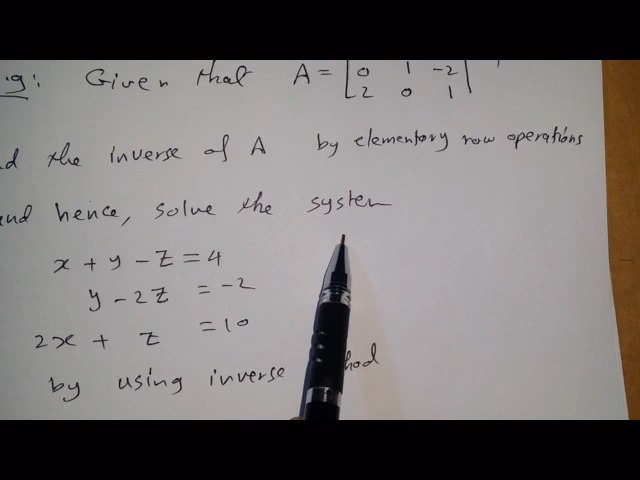 e.g: Given that A = [0 1 -2
2 0 1]
the inverse of A by elementary row operations
and hence, solve the system
x + y - z = 4
y - 2z = -2
2x + z = 10
by using inverse